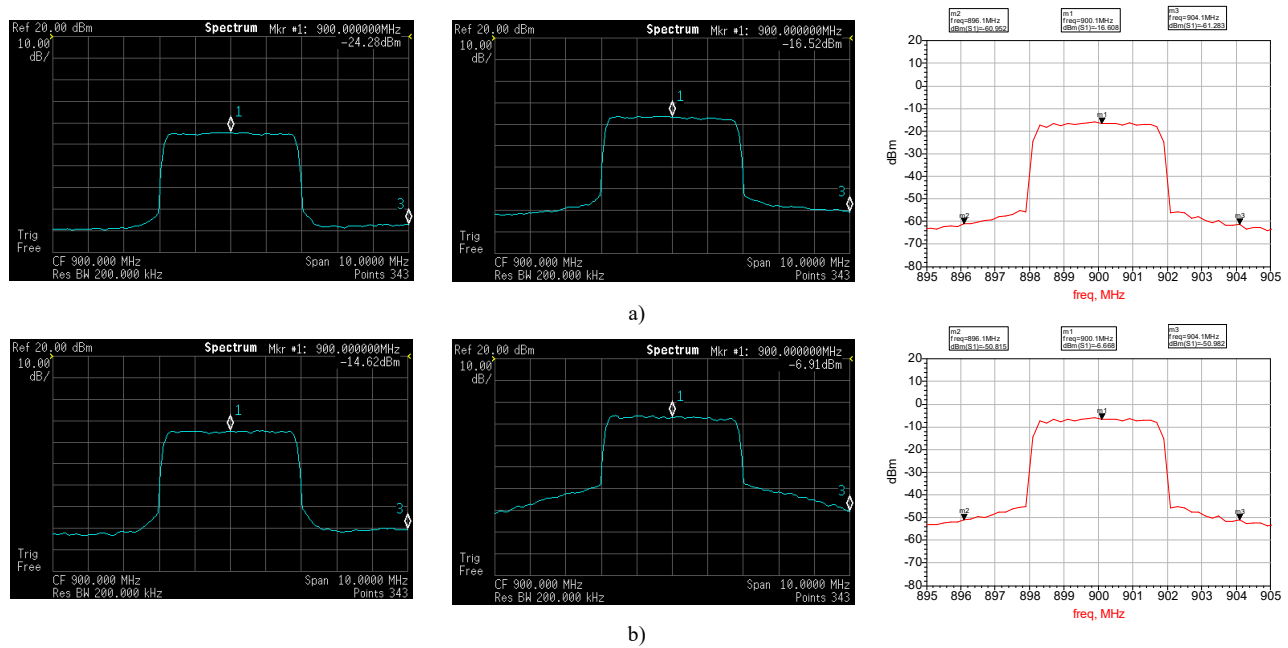 Ref 20.00 dBm Spectrum Mkr #1: 900.000000MHz
10.00 -24.28dBm
dB/
1
3
Trig
Free
CF 900.000 MHz Span 10.0000 MHz
Res BW 200.000 kHz Points 343
Ref 20.00 dBm Spectrum Mkr #1: 900.000000MHz
10.00 -16.52dBm
dB/
1
3
Trig
Free
CF 900.000 MHz Span 10.0000 MHz
Res BW 200.000 kHz Points 343
m2
freq=896.1MHz
dBm(S1)=-60.952
m1
freq=900.1MHz
dBm(S1)=-16.608
m3
freq=904.1MHz
dBm(S1)=-61.283
20
10
0
-10
-20
-30
-40
-50
-60
-70
-80
dBm
m1
m2
m3
895 896 897 898 899 900 901 902 903 904 905
freq, MHz
a)
Ref 20.00 dBm Spectrum Mkr #1: 900.000000MHz
10.00 -14.62dBm
dB/
1
3
Trig
Free
CF 900.000 MHz Span 10.0000 MHz
Res BW 200.000 kHz Points 343
Ref 20.00 dBm Spectrum Mkr #1: 900.000000MHz
10.00 -6.91dBm
dB/
1
3
Trig
Free
CF 900.000 MHz Span 10.0000 MHz
Res BW 200.000 kHz Points 343
m2
freq=896.1MHz
dBm(S1)=-50.815
m1
freq=900.1MHz
dBm(S1)=-6.668
m3
freq=904.1MHz
dBm(S1)=-50.982
20
10
0
-10
-20
-30
-40
-50
-60
-70
-80
dBm
m1
m2
m3
895 896 897 898 899 900 901 902 903 904 905
freq, MHz
b)